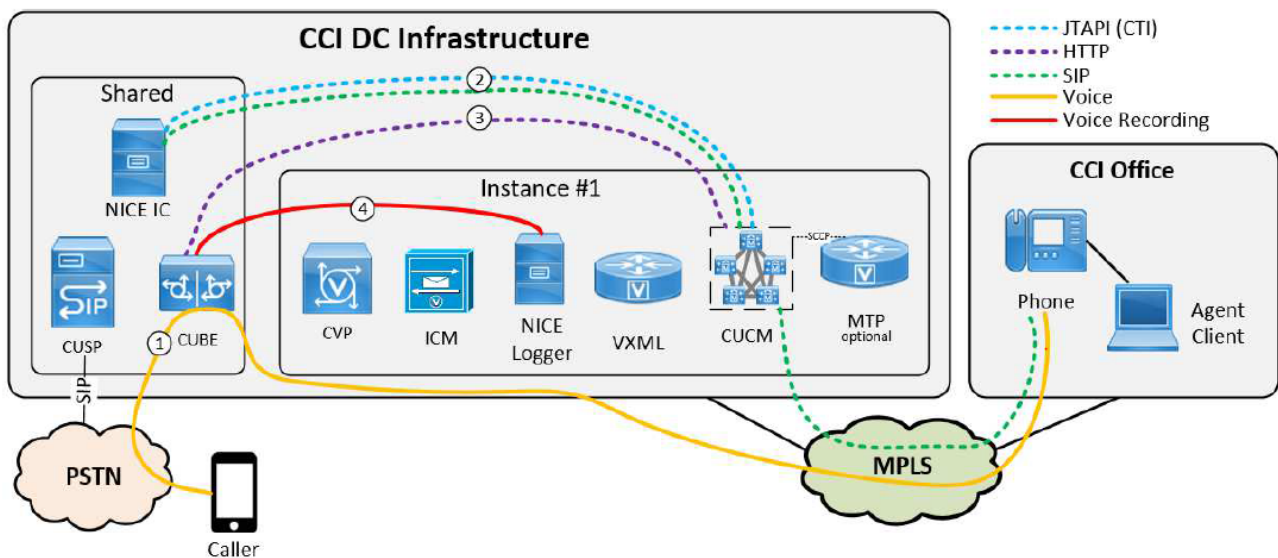 CCI DC Infrastructure
JTAPI (CTI)
HTTP
SIP
Voice
Voice Recording
Shared
2
3
NICE IC
Instance #1
4
CCI Office
SIP
V
V
V
V
V
SCCP
CUSP
1
CUBE
CVP
ICM
NICE
Logger
VXML
CUCM
MTP
optional
Phone
Agent
Client
SIP
PSTN
MPLS
Caller